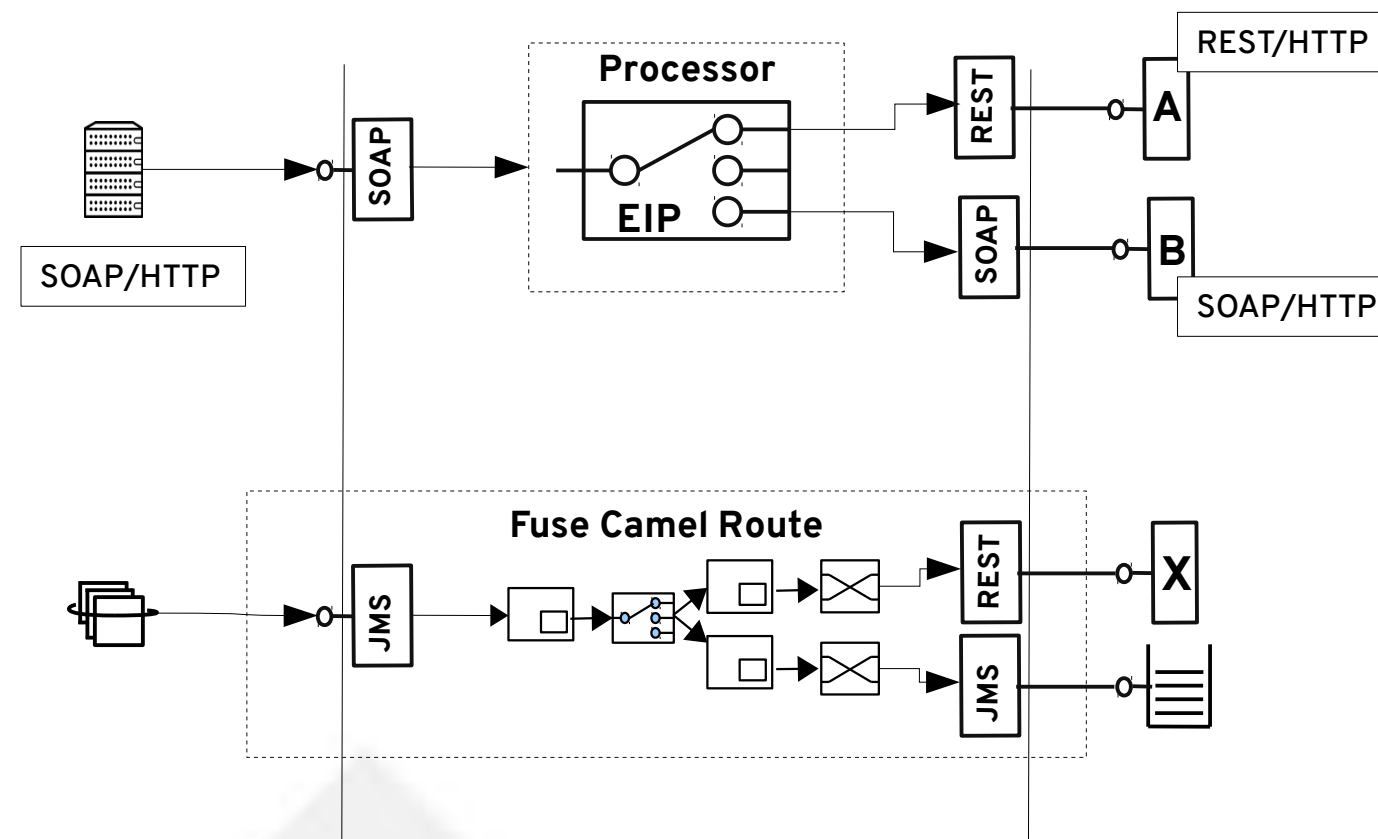 REST/HTTP
Processor
REST
A
SOAP
EIP
SOAP/HTTP
SOAP
B
SOAP/HTTP
Fuse Camel Route
REST
X
JMS
JMS